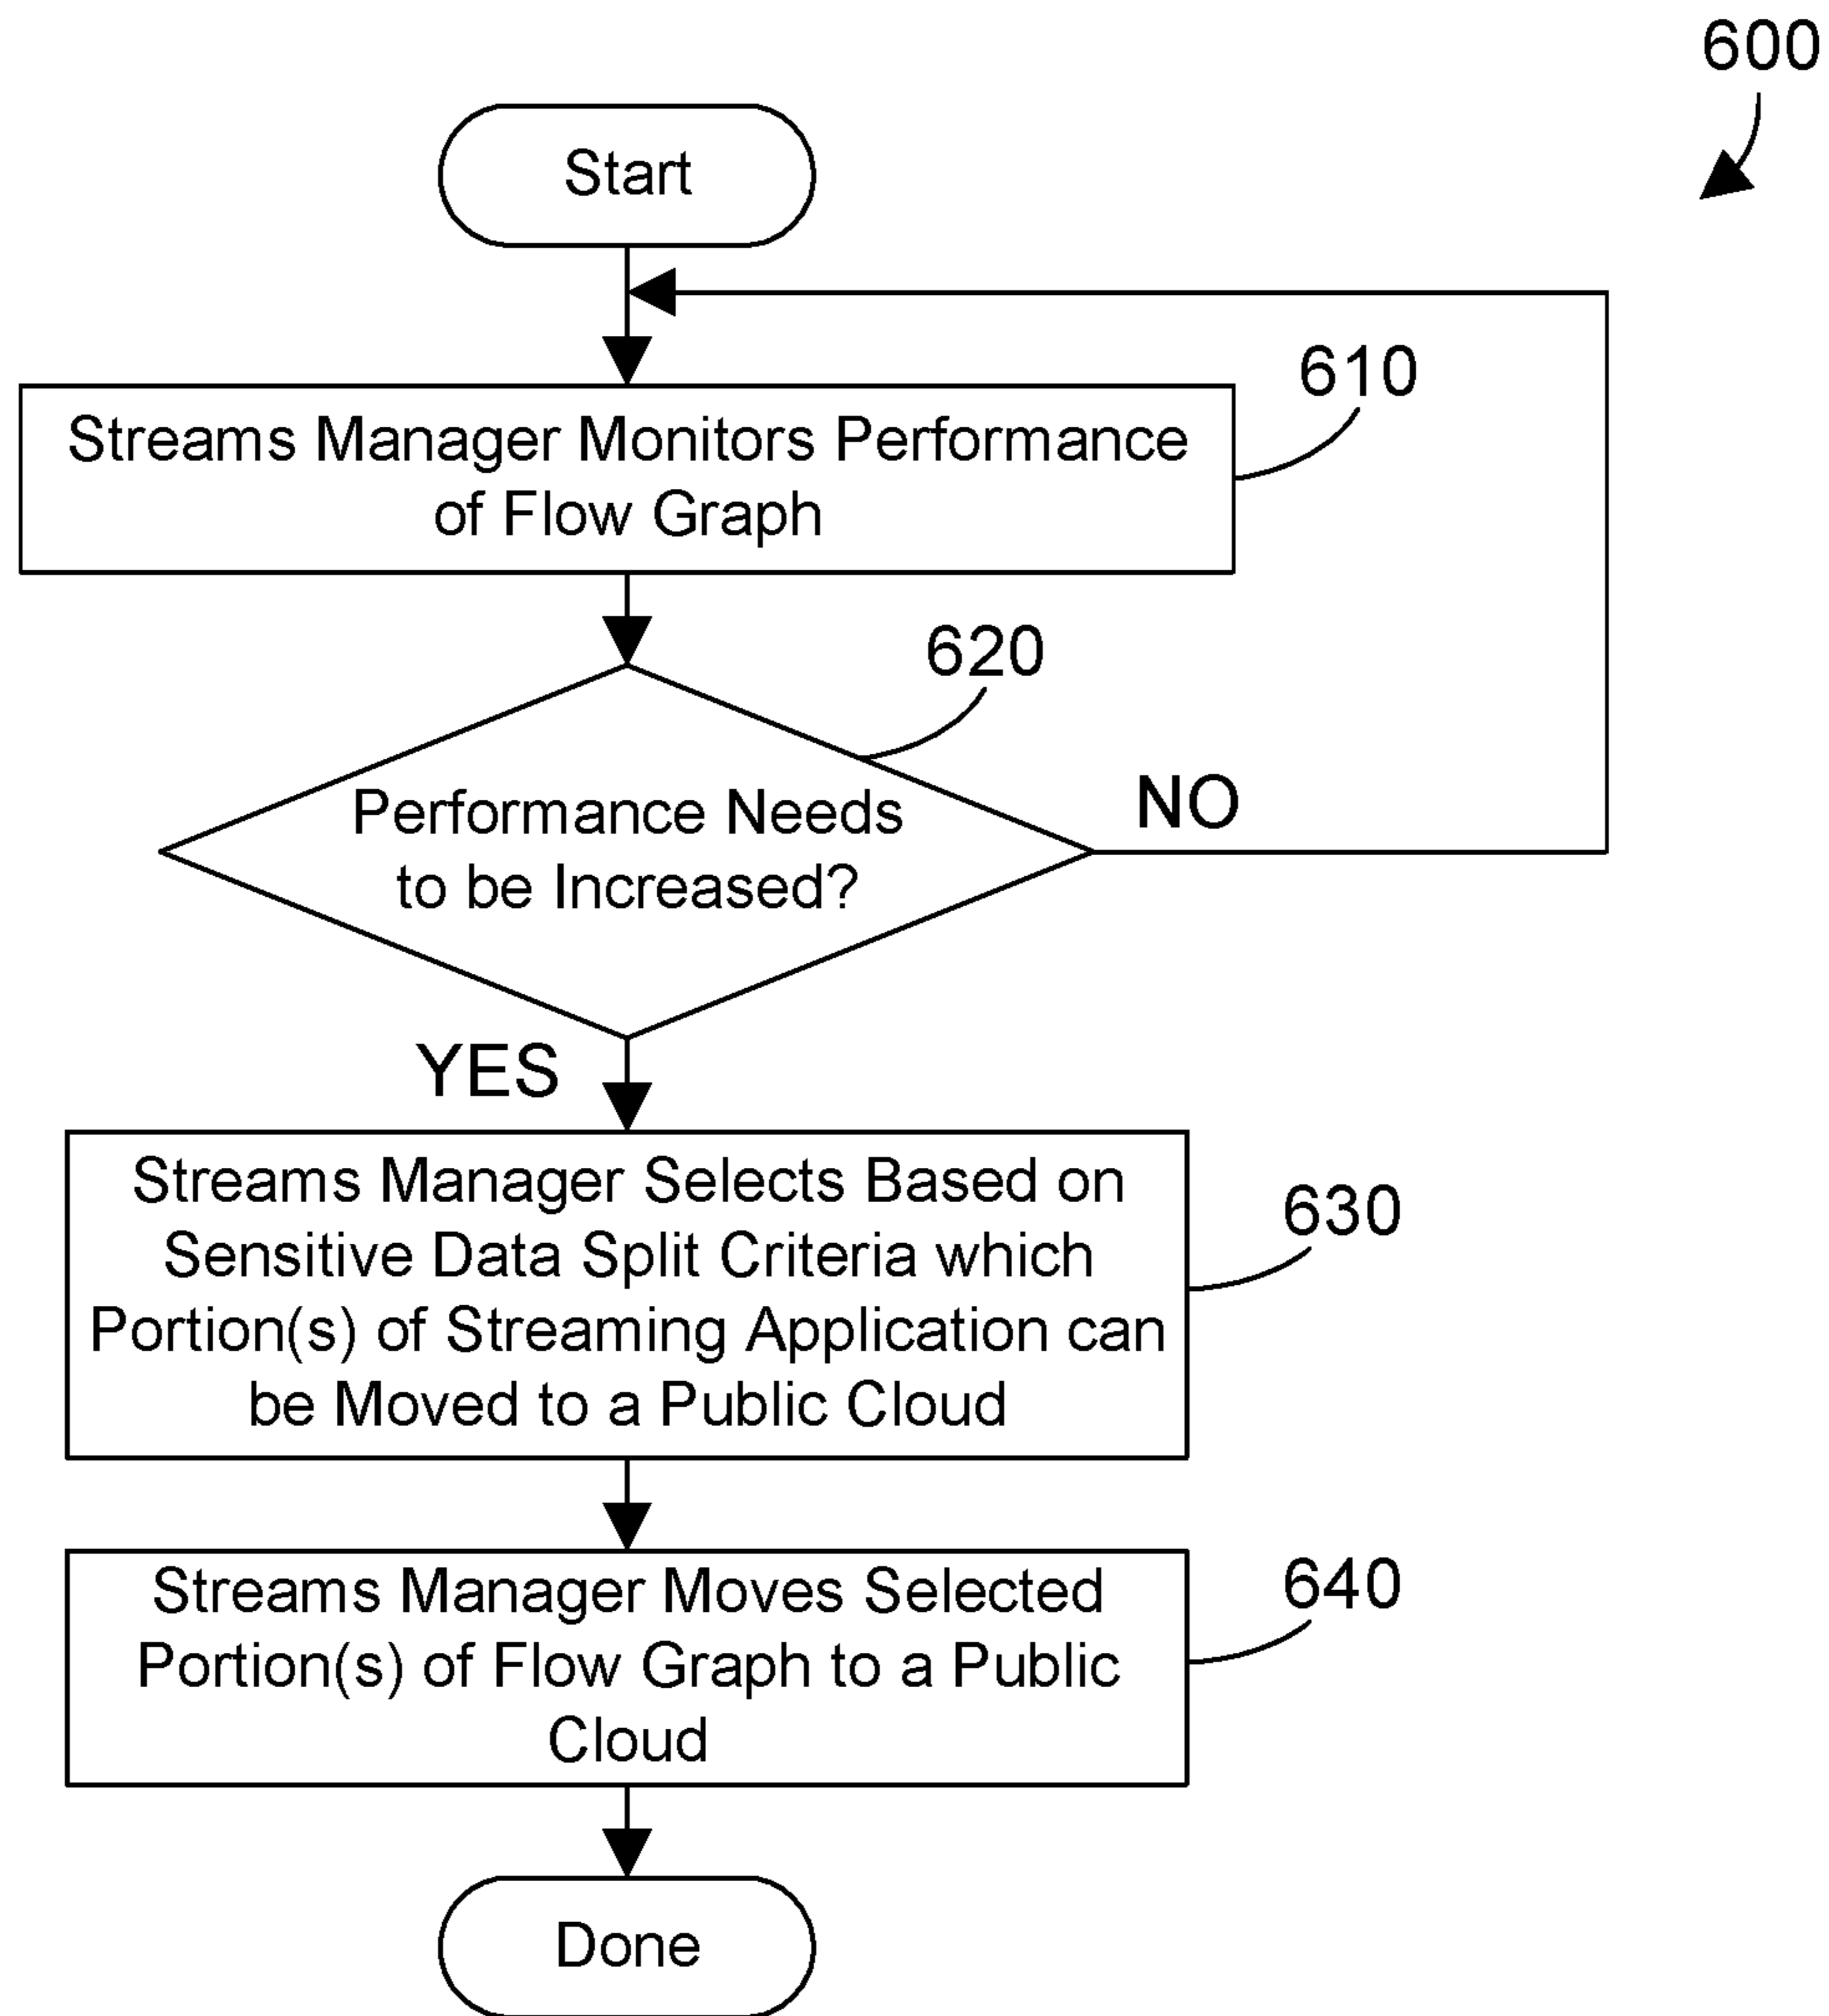 600
Start
610
Streams Manager Monitors Performance
of Flow Graph
620
Performance Needs
to be Increased?
NO
YES
Streams Manager Selects Based on
Sensitive Data Split Criteria which
Portion(s) of Streaming Application can
be Moved to a Public Cloud
630
Streams Manager Moves Selected
Portion(s) of Flow Graph to a Public
Cloud
640
Done